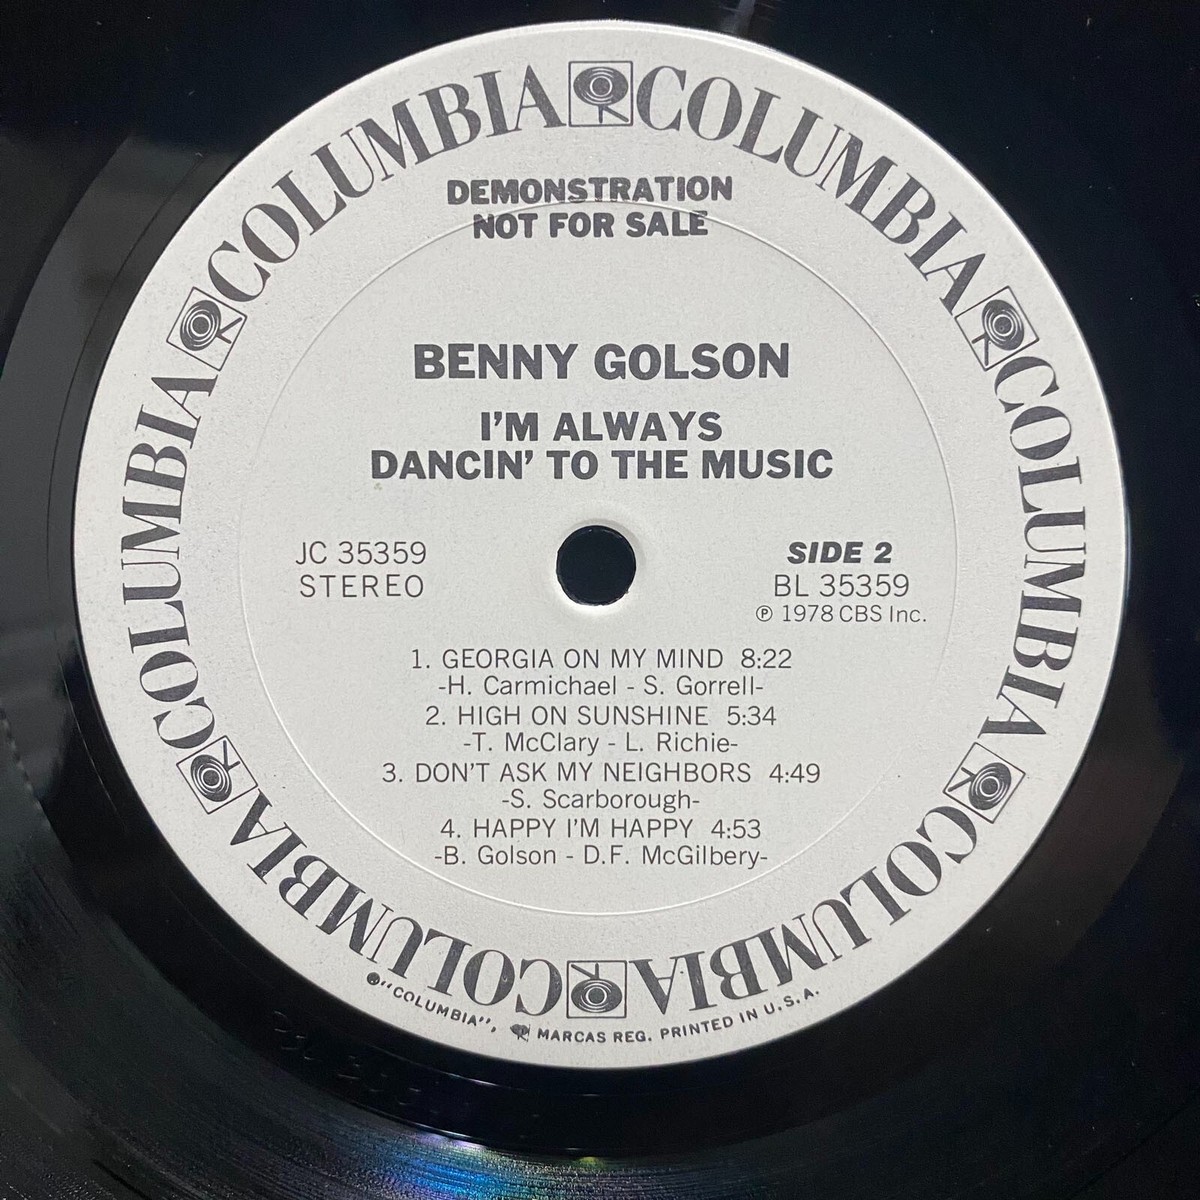 COLUMBIA COLUMBIA COLUMBIA COLUMBIA COLUMBIA COLUMBIA
DEMONSTRATION
NOT FOR SALE
BENNY GOLSON
I'M ALWAYS
DANCIN' TO THE MUSIC
JC 35359
STEREO
SIDE 2
BL 35359
℗ 1978 CBS Inc.
1. GEORGIA ON MY MIND 8:22
-H. Carmichael - S. Gorrell-
2. HIGH ON SUNSHINE 5:34
-T. McClary - L. Richie-
3. DON'T ASK MY NEIGHBORS 4:49
-S. Scarborough-
4. HAPPY I'M HAPPY 4:53
-B. Golson - D.F. McGilbery-
"COLUMBIA", MARCAS REG. PRINTED IN U.S.A.